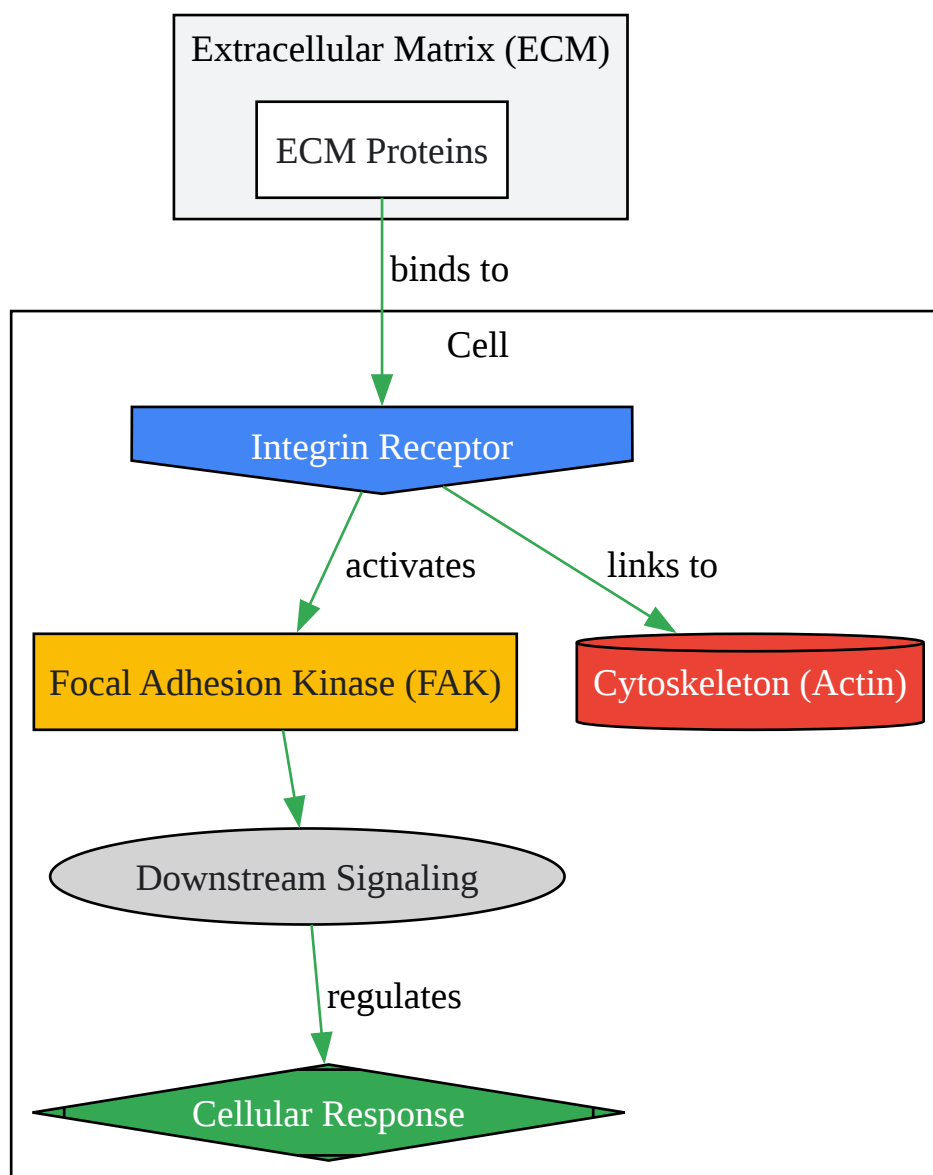 Extracellular Matrix (ECM)
ECM Proteins
binds to
Cell
Integrin Receptor
activates
links to
Focal Adhesion Kinase (FAK)
Cytoskeleton (Actin)
Downstream Signaling
regulates
Cellular Response